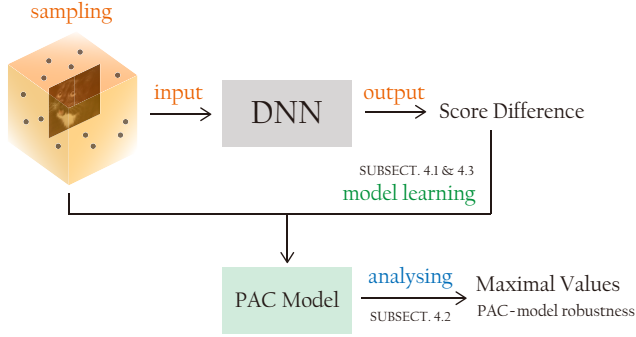 sampling
input
DNN
output
Score Difference
SUBSECT. 4.1 & 4.3
model learning
PAC Model
analysing
SUBSECT. 4.2
Maximal Values
PAC-model robustness